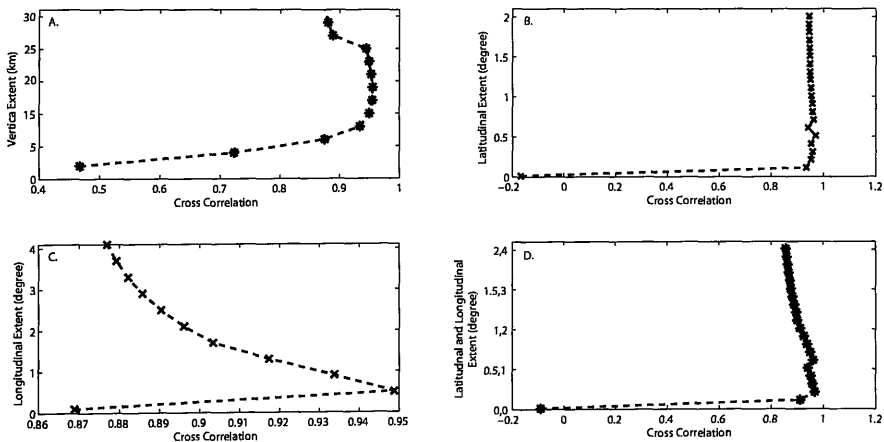 A.
Vertica Extent (km)
30
25
20
15
10
5
0
0.4 0.5 0.6 0.7 0.8 0.9 1
Cross Correlation
B.
Latitudinal Extent (degree)
2
1.5
1
0.5
0
−0.2 0 0.2 0.4 0.6 0.8 1 1.2
Cross Correlation
C.
Longitudinal Extent (degree)
4
3
2
1
0
0.86 0.87 0.88 0.89 0.9 0.91 0.92 0.93 0.94 0.95
Cross Correlation
D.
Latitudnal and Longitudinal
Extent (degree)
2,4
1.5,3
1,2
0.5,1
0,0
−0.2 0 0.2 0.4 0.6 0.8 1 1.2
Cross Correlation